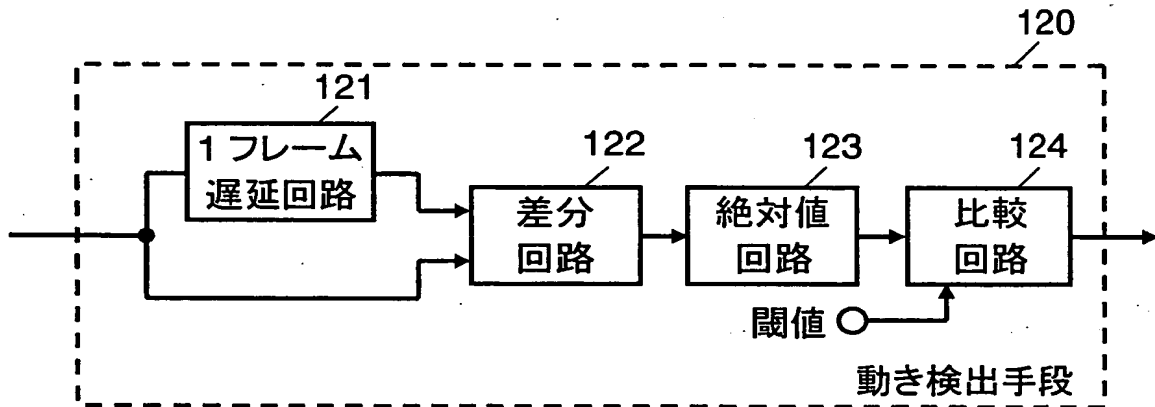 120
121
1フレーム
遅延回路
122
差分
回路
123
絶対値
回路
124
比較
回路
閾値
動き検出手段